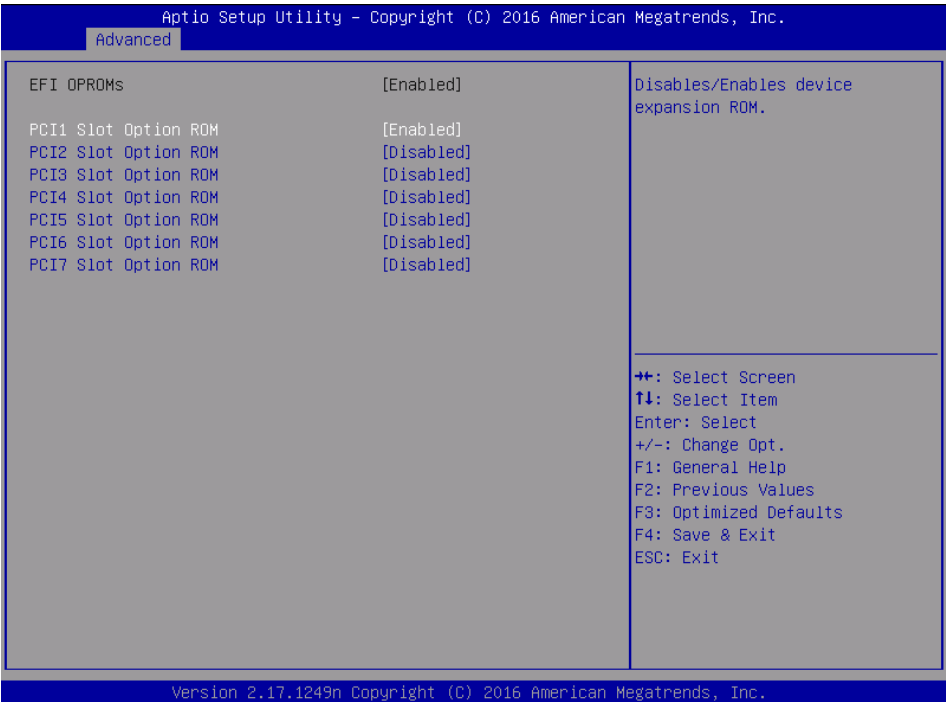 Aptio Setup Utility – Copyright (C) 2016 American Megatrends, Inc.
Advanced
EFI OPROMs [Enabled]
PCI1 Slot Option ROM [Enabled]
PCI2 Slot Option ROM [Disabled]
PCI3 Slot Option ROM [Disabled]
PCI4 Slot Option ROM [Disabled]
PCI5 Slot Option ROM [Disabled]
PCI6 Slot Option ROM [Disabled]
PCI7 Slot Option ROM [Disabled]
Disables/Enables device
expansion ROM.
→←: Select Screen
↑↓: Select Item
Enter: Select
+/-: Change Opt.
F1: General Help
F2: Previous Values
F3: Optimized Defaults
F4: Save & Exit
ESC: Exit
Version 2.17.1249n Copyright (C) 2016 American Megatrends, Inc.